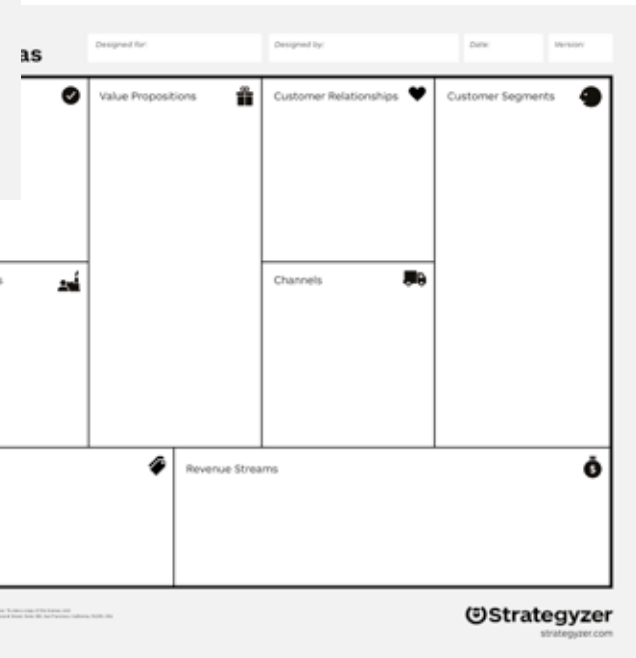 as
Designed for:
Designed by:
Date:
Version:
Value Propositions
Customer Relationships
Customer Segments
s
Channels
Revenue Streams
$
Strategyzer
strategyzer.com